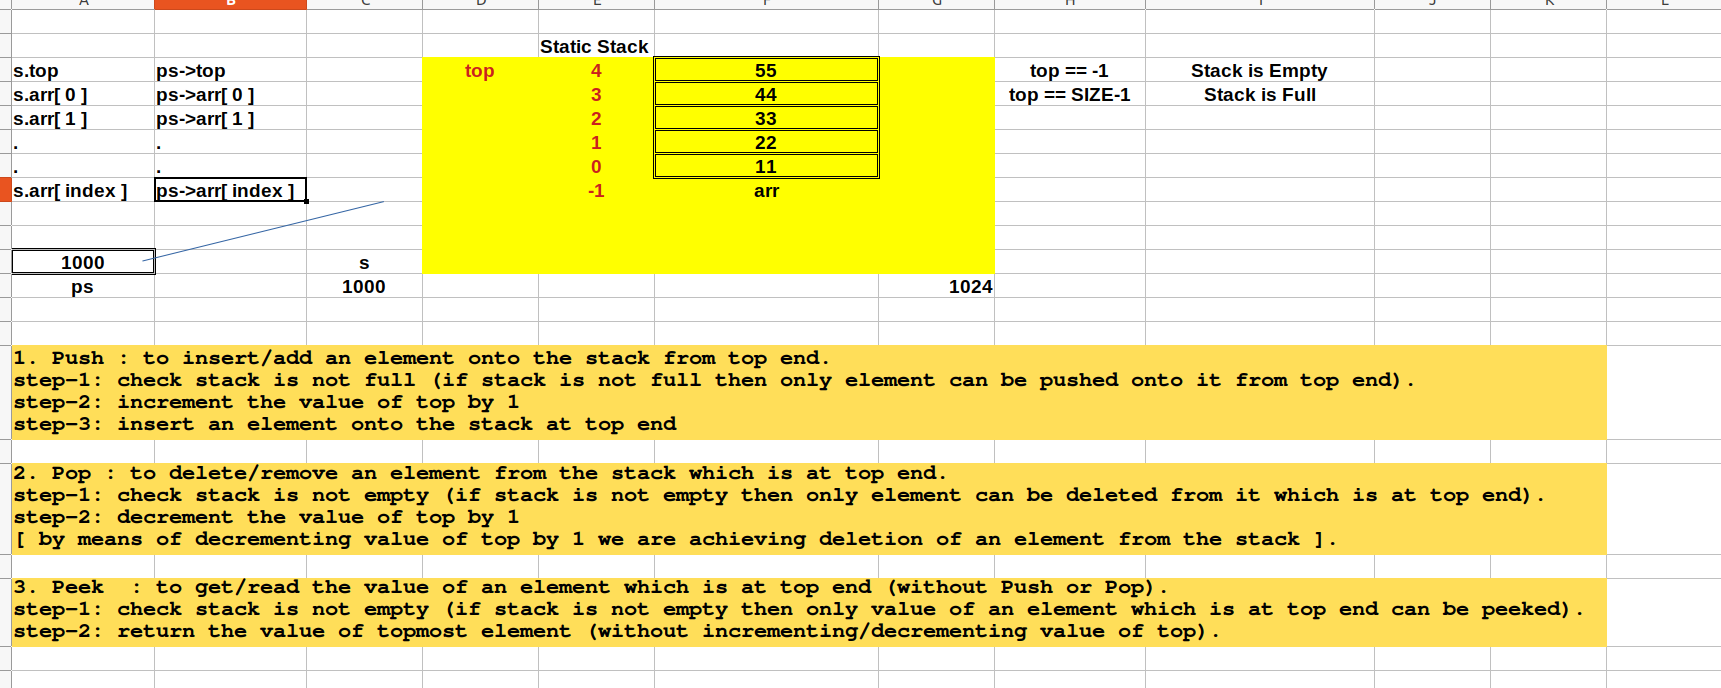 A B C D E F G H I J K L
Static Stack
s.top ps->top top 4 55 top == -1 Stack is Empty
s.arr[ 0 ] ps->arr[ 0 ] 3 44 top == SIZE-1 Stack is Full
s.arr[ 1 ] ps->arr[ 1 ] 2 33
. . 1 22
. . 0 11
s.arr[ index ] ps->arr[ index ] -1 arr
1000 s
ps 1000 1024
1. Push : to insert/add an element onto the stack from top end.
step-1: check stack is not full (if stack is not full then only element can be pushed onto it from top end).
step-2: increment the value of top by 1
step-3: insert an element onto the stack at top end
2. Pop : to delete/remove an element from the stack which is at top end.
step-1: check stack is not empty (if stack is not empty then only element can be deleted from it which is at top end).
step-2: decrement the value of top by 1
[ by means of decrementing value of top by 1 we are achieving deletion of an element from the stack ].
3. Peek  : to get/read the value of an element which is at top end (without Push or Pop).
step-1: check stack is not empty (if stack is not empty then only value of an element which is at top end can be peeked).
step-2: return the value of topmost element (without incrementing/decrementing value of top).